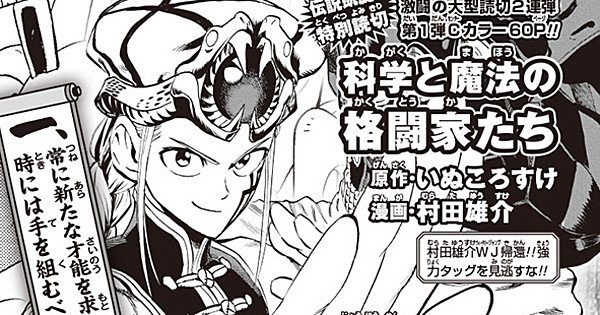 激闘の大型読切2連弾
第1弾Cカラー60P!!
特別読切
科学と魔法の
格闘家たち
原作・いぬころすけ
漫画・村田雄介
村田雄介WJ帰還!!強
力タッグを見逃すな!!
一、常に新たな才能を求
時には手を組むべ